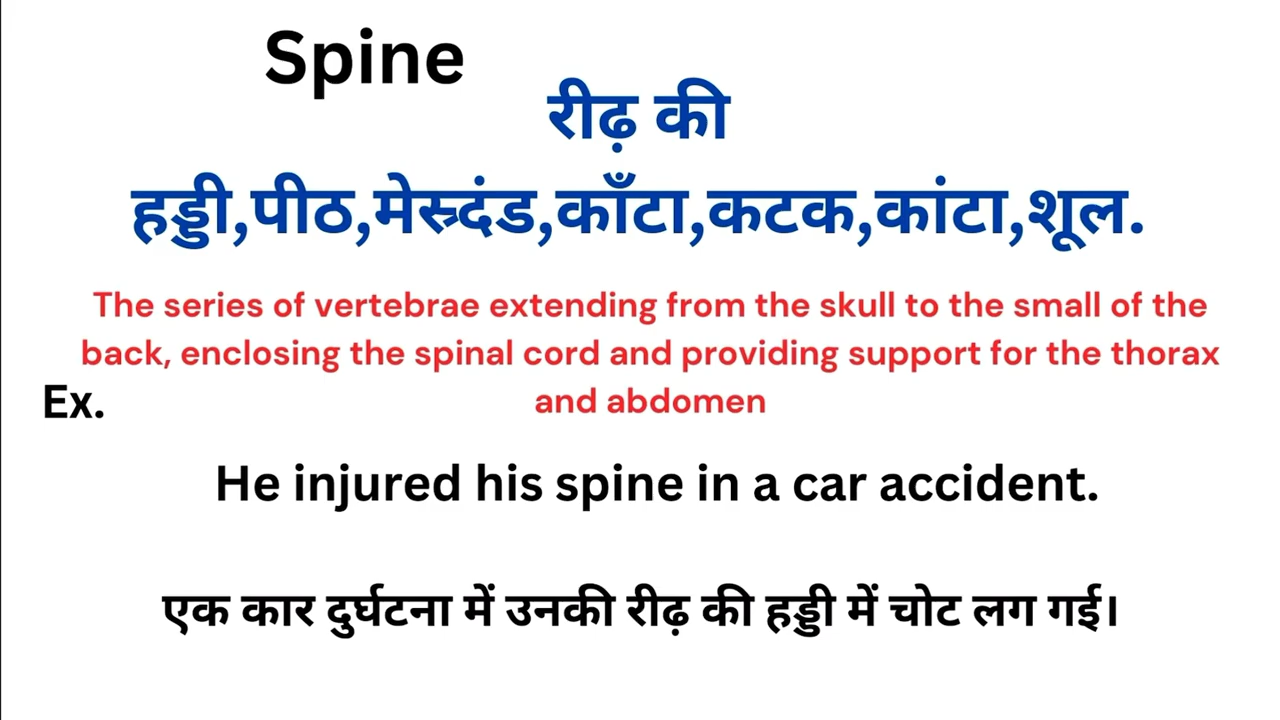 Spine
रीढ़ की
हड्डी,पीठ,मेस्र्दंड,काँटा,कटक,कांटा,शूल.
The series of vertebrae extending from the skull to the small of the
back, enclosing the spinal cord and providing support for the thorax
and abdomen
Ex.
He injured his spine in a car accident.
एक कार दुर्घटना में उनकी रीढ़ की हड्डी में चोट लग गई।